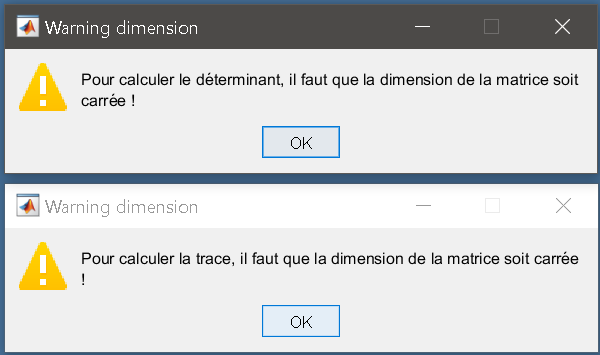 Warning dimension
Pour calculer le déterminant, il faut que la dimension de la matrice soit
carrée !
OK
Warning dimension
Pour calculer la trace, il faut que la dimension de la matrice soit carrée
!
OK